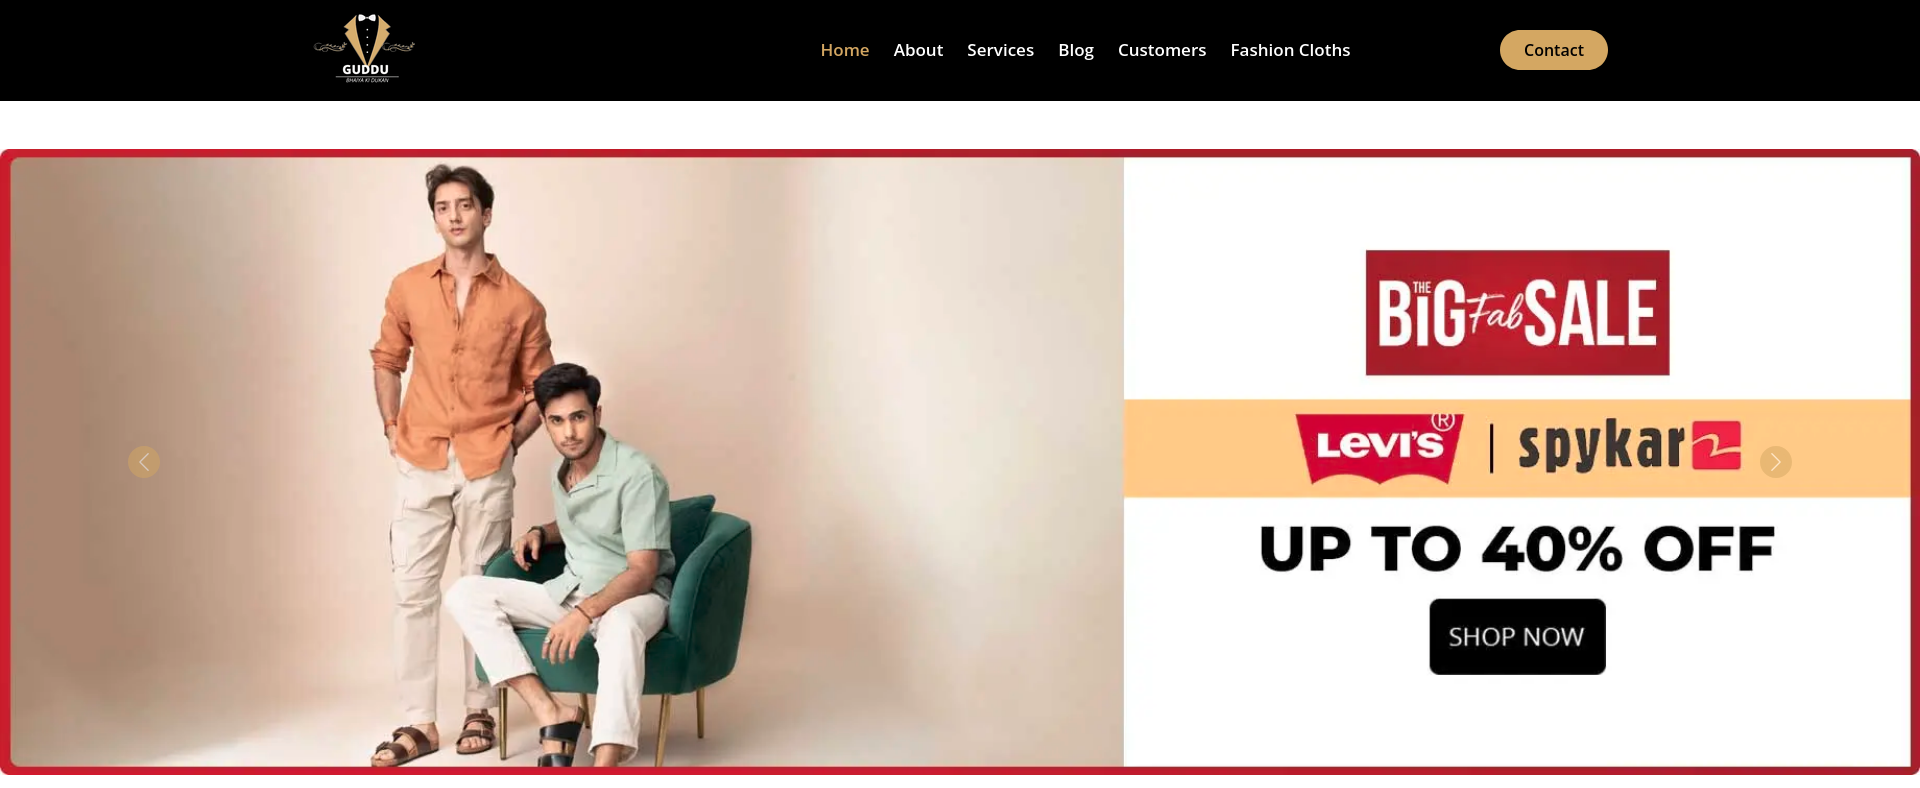 GUDDU
BHAIYA KI DUKAN
Home About Services Blog Customers Fashion Cloths Contact
THE BIG Fab SALE
LEVI'S ® | spykar
UP TO 40% OFF
SHOP NOW